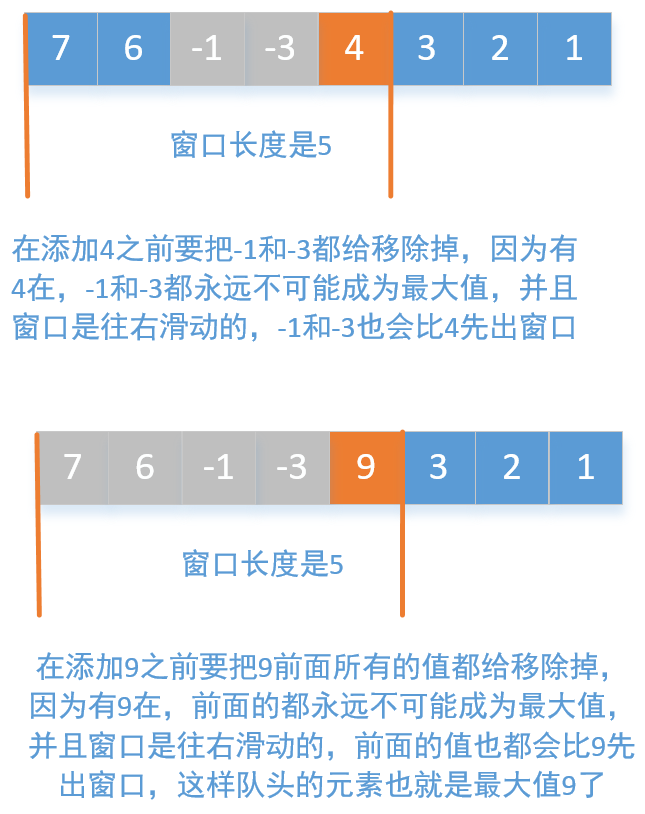 7 6 -1 -3 4 3 2 1
窗口长度是5
在添加4之前要把-1和-3都给移除掉，因为有
4在，-1和-3都永远不可能成为最大值，并且
窗口是往右滑动的，-1和-3也会比4先出窗口
7 6 -1 -3 9 3 2 1
窗口长度是5
在添加9之前要把9前面所有的值都给移除掉，
因为有9在，前面的都永远不可能成为最大值，
并且窗口是往右滑动的，前面的值也都会比9先
出窗口，这样队头的元素也就是最大值9了